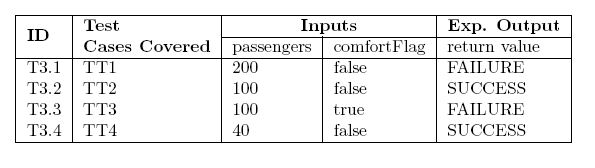 ID Test Inputs Exp. Output
Cases Covered passengers comfortFlag return value
T3.1 TT1 200 false FAILURE
T3.2 TT2 100 false SUCCESS
T3.3 TT3 100 true FAILURE
T3.4 TT4 40 false SUCCESS